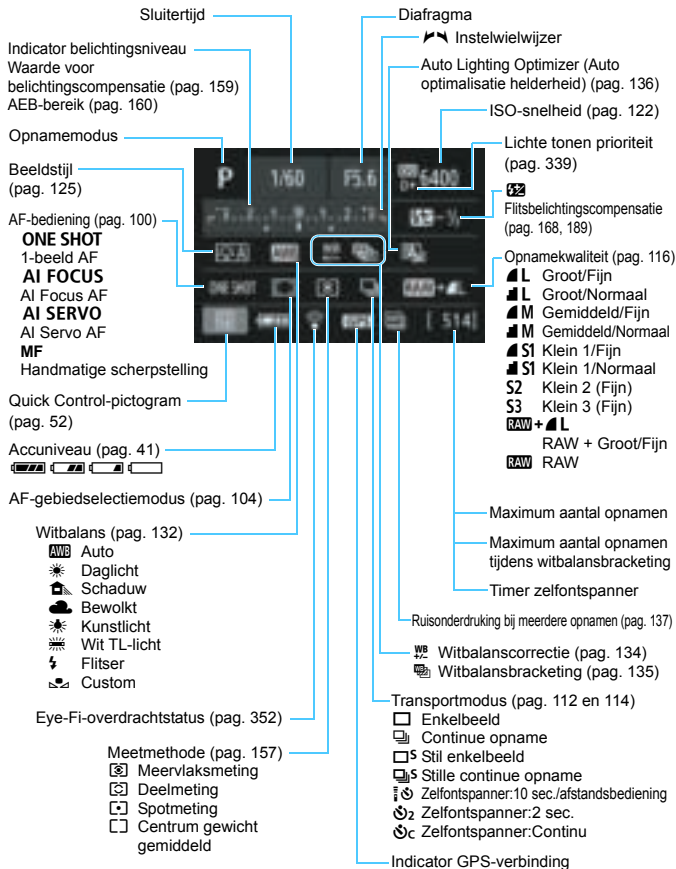 Sluitertijd
Diafragma
Indicator belichtingsniveau
Waarde voor
belichtingscompensatie (pag. 159)
AEB-bereik (pag. 160)
Instelwielwijzer
Auto Lighting Optimizer (Auto
optimalisatie helderheid) (pag. 136)
ISO-snelheid (pag. 122)
Opnamemodus
Lichte tonen prioriteit
(pag. 339)
Beeldstijl
(pag. 125)
Flitsbelichtingscompensatie
(pag. 168, 189)
AF-bediening (pag. 100)
ONE SHOT
1-beeld AF
AI FOCUS
AI Focus AF
AI SERVO
AI Servo AF
MF
Handmatige scherpstelling
P 1/60 F5.6 6400
D+
ONE SHOT
RAW+ L
[ 514]
Opnamekwaliteit (pag. 116)
L Groot/Fijn
L Groot/Normaal
M Gemiddeld/Fijn
M Gemiddeld/Normaal
S1 Klein 1/Fijn
S1 Klein 1/Normaal
S2 Klein 2 (Fijn)
S3 Klein 3 (Fijn)
RAW + L
RAW + Groot/Fijn
RAW RAW
Quick Control-pictogram
(pag. 52)
Accuniveau (pag. 41)
AF-gebiedselectiemodus (pag. 104)
Maximum aantal opnamen
Maximum aantal opnamen
tijdens witbalansbracketing
Timer zelfontspanner
Witbalans (pag. 132)
AWB Auto
Daglicht
Schaduw
Bewolkt
Kunstlicht
Wit TL-licht
Flitser
Custom
Ruisonderdruking bij meerdere opnamen (pag. 137)
WB +/- Witbalanscorrectie (pag. 134)
WB Witbalansbracketing (pag. 135)
Eye-Fi-overdrachtstatus (pag. 352)
Transportmodus (pag. 112 en 114)
Enkelbeeld
Continue opname
S Stil enkelbeeld
S Stille continue opname
Zelfontspanner:10 sec./afstandsbediening
2 Zelfontspanner:2 sec.
C Zelfontspanner:Continu
Meetmethode (pag. 157)
Meervlaksmeting
Deelmeting
Spotmeting
Centrum gewicht
gemiddeld
Indicator GPS-verbinding